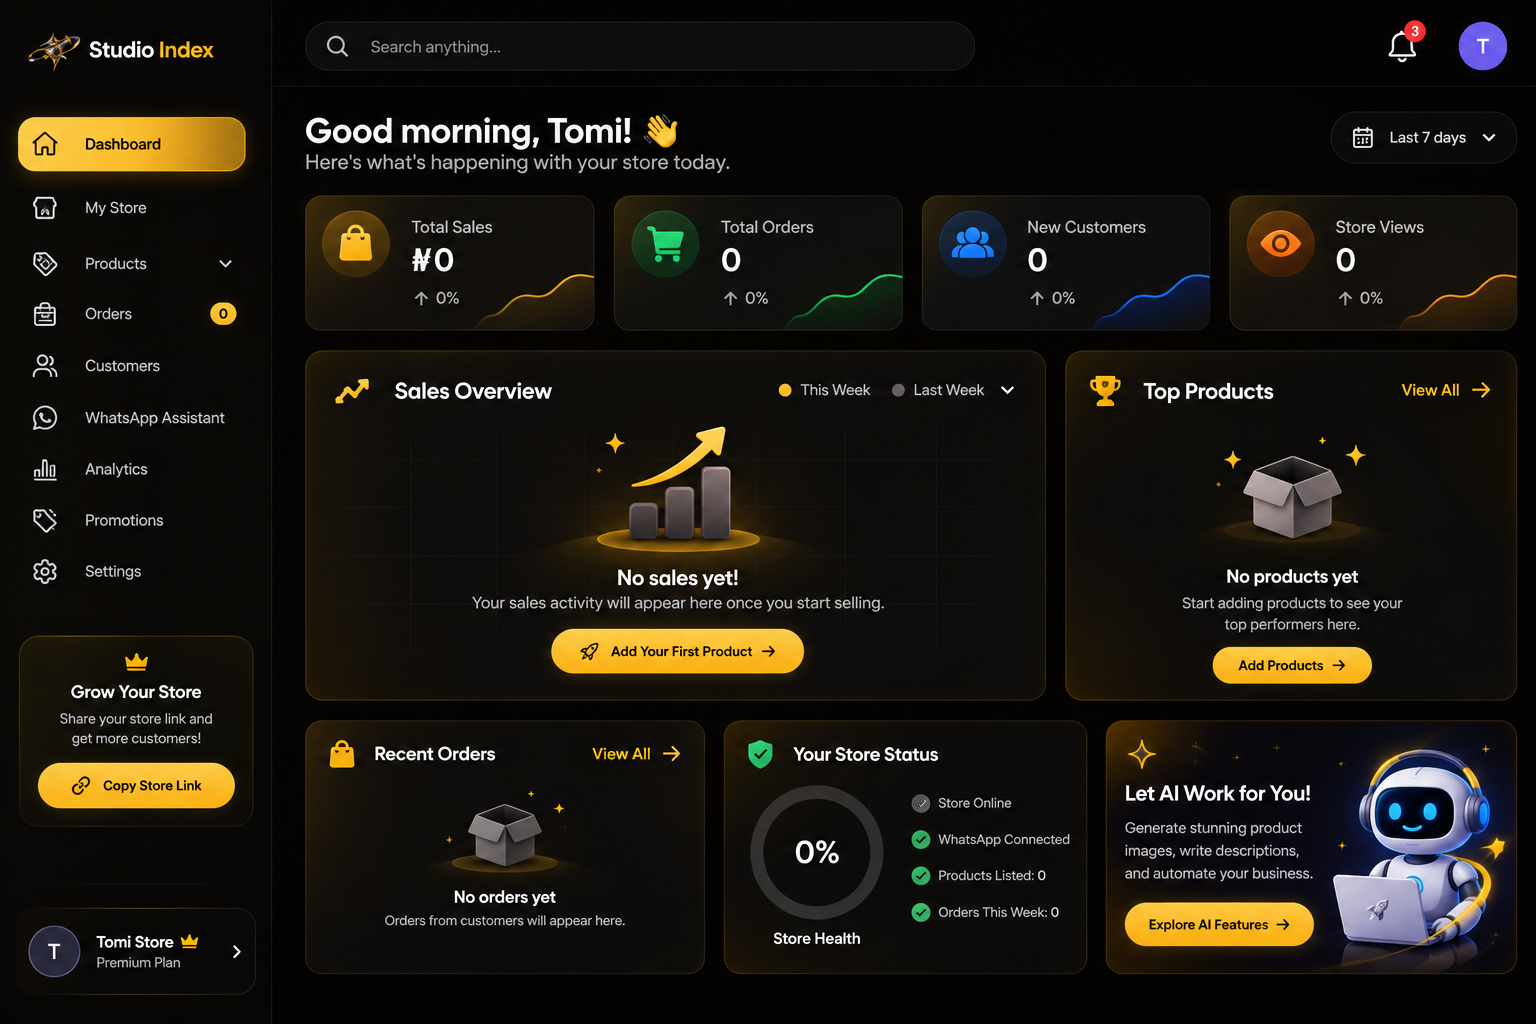 Studio Index
Search anything...
3
T
Dashboard
My Store
Products
Orders
0
Customers
WhatsApp Assistant
Analytics
Promotions
Settings
Grow Your Store
Share your store link and
get more customers!
Copy Store Link
T
Tomi Store
Premium Plan
Good morning, Tomi! 👋
Here's what's happening with your store today.
Last 7 days
Total Sales
₦0
↑ 0%
Total Orders
0
↑ 0%
New Customers
0
↑ 0%
Store Views
0
↑ 0%
Sales Overview
This Week
Last Week
No sales yet!
Your sales activity will appear here once you start selling.
Add Your First Product →
Top Products
View All →
No products yet
Start adding products to see your
top performers here.
Add Products →
Recent Orders
View All →
No orders yet
Orders from customers will appear here.
Your Store Status
0%
Store Health
Store Online
WhatsApp Connected
Products Listed: 0
Orders This Week: 0
Let AI Work for You!
Generate stunning product
images, write descriptions,
and automate your business.
Explore AI Features →